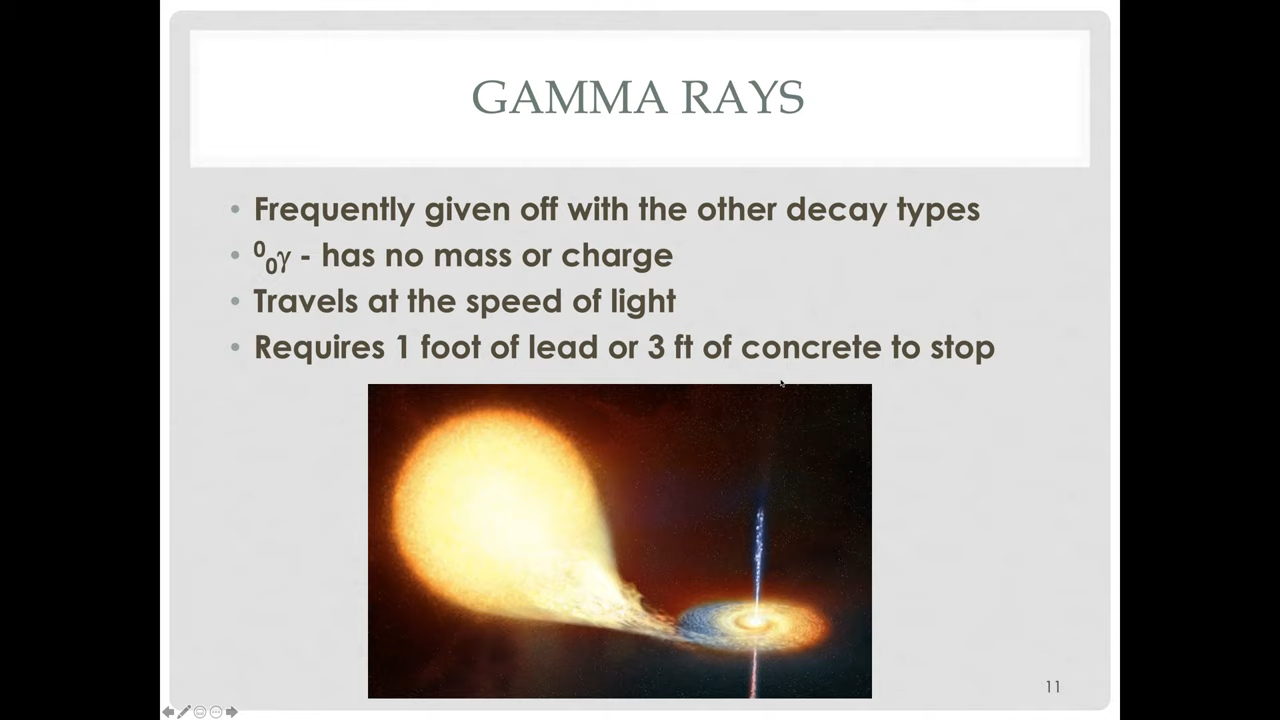 GAMMA RAYS
• Frequently given off with the other decay types
• ⁰₀γ - has no mass or charge
• Travels at the speed of light
• Requires 1 foot of lead or 3 ft of concrete to stop
11